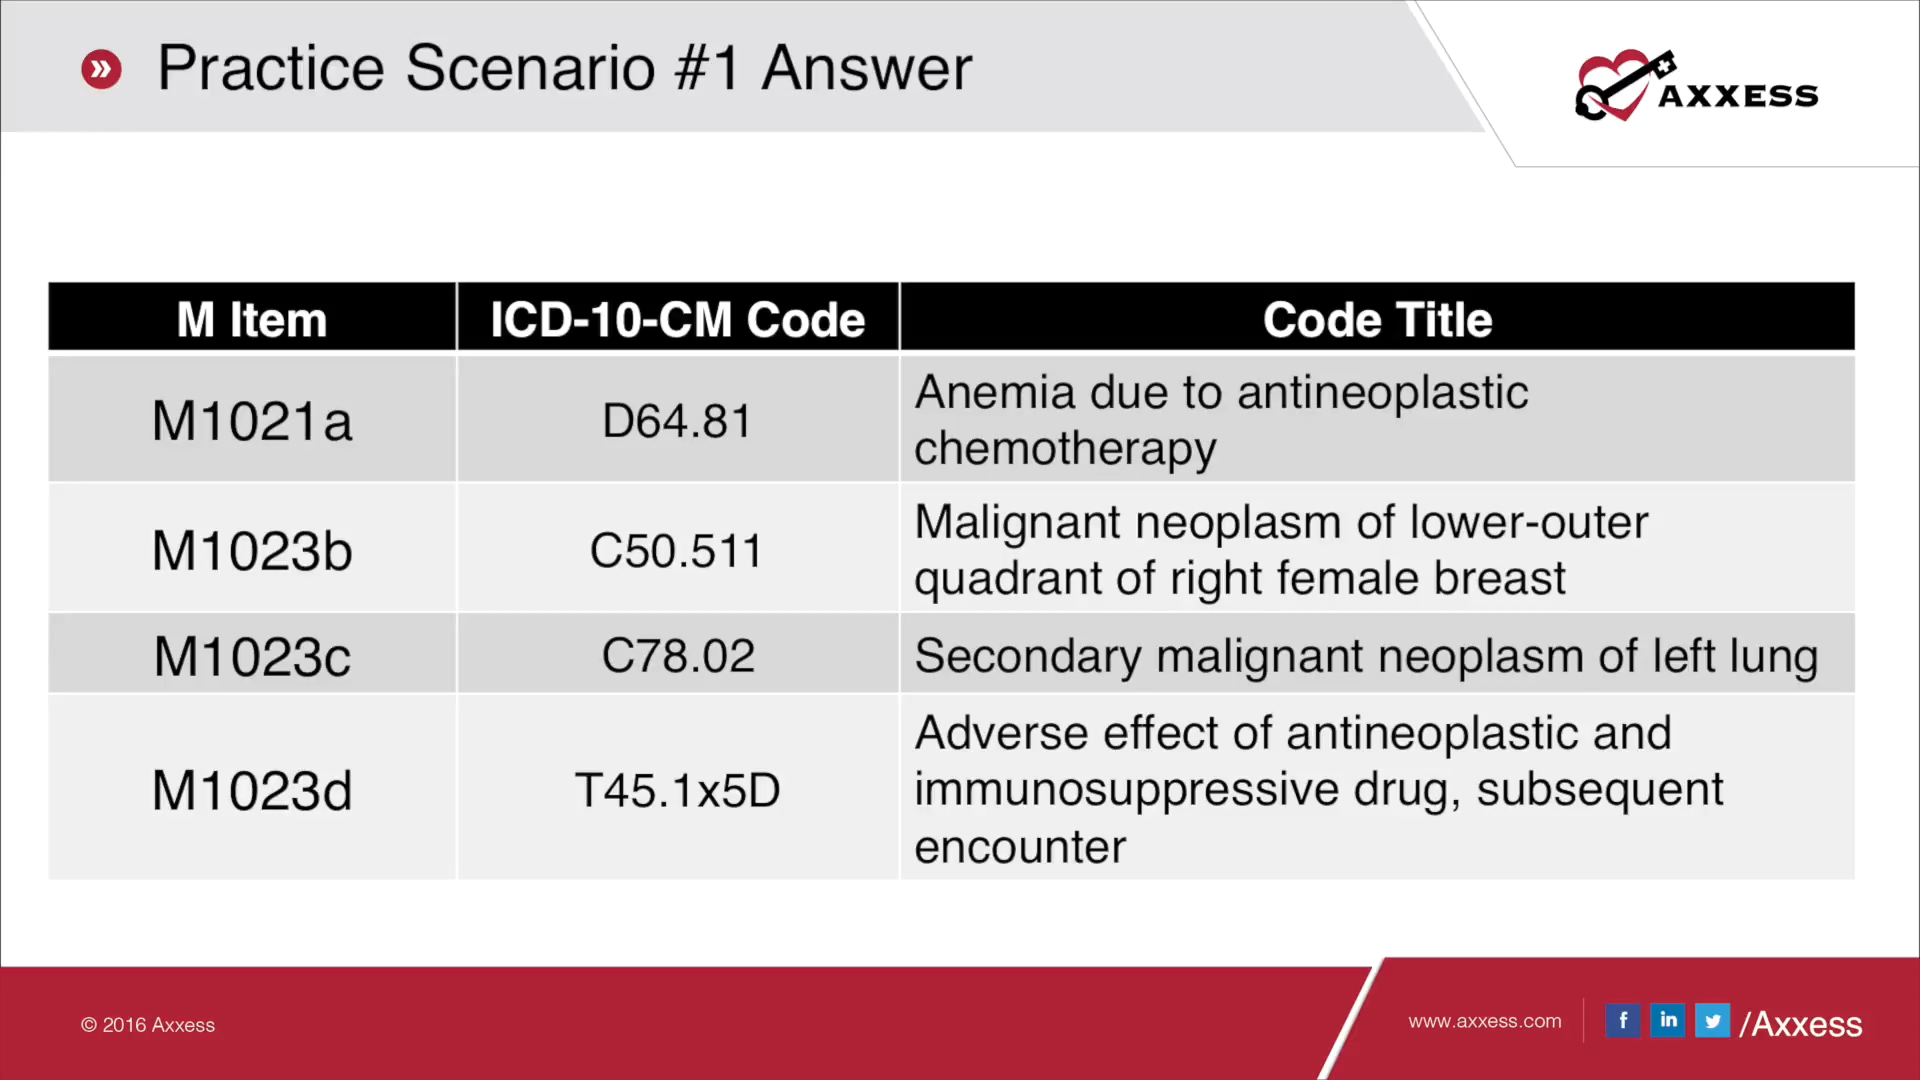 Practice Scenario #1 Answer
AXXESS
M Item ICD-10-CM Code Code Title
M1021a D64.81 Anemia due to antineoplastic
chemotherapy
M1023b C50.511 Malignant neoplasm of lower-outer
quadrant of right female breast
M1023c C78.02 Secondary malignant neoplasm of left lung
M1023d T45.1x5D Adverse effect of antineoplastic and
immunosuppressive drug, subsequent
encounter
© 2016 Axxess
www.axxess.com f in /Axxess